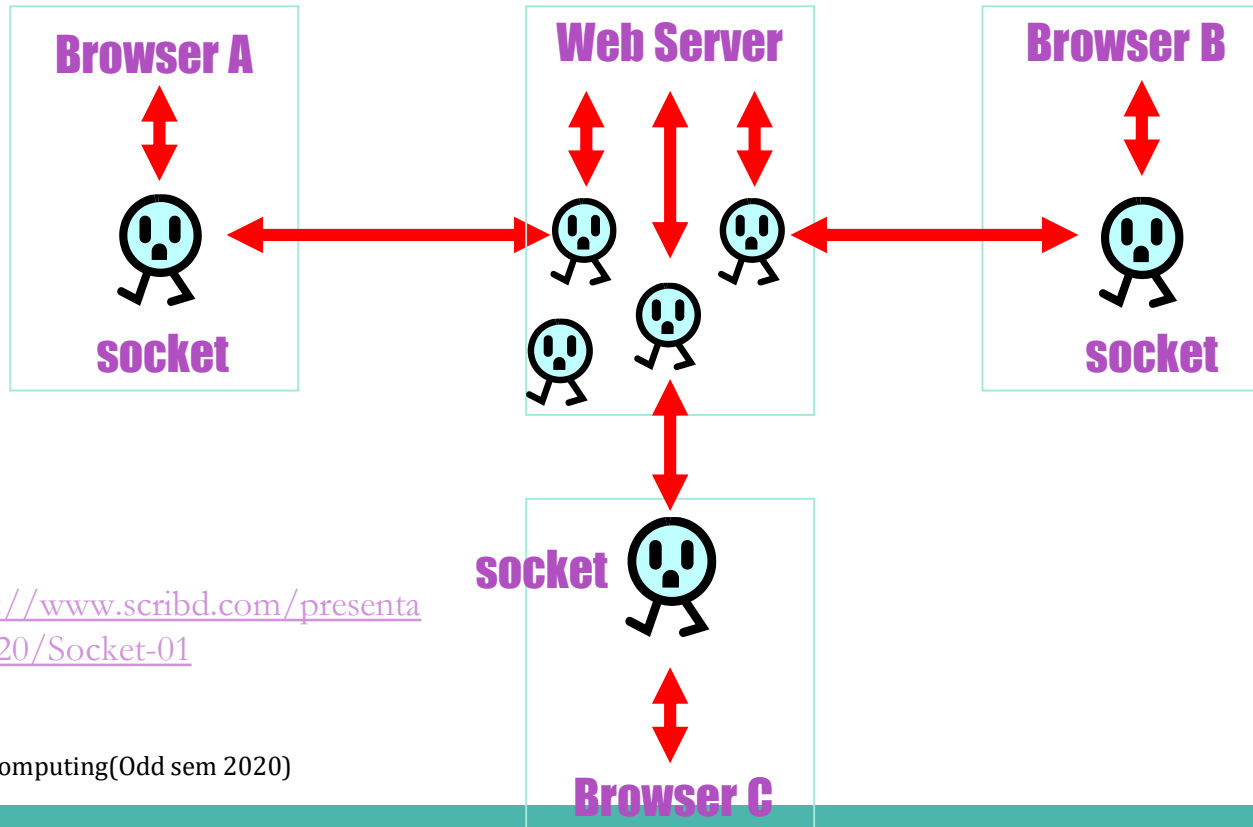 Browser A
Web Server
Browser B
socket
socket
socket
://www.scribd.com/presenta
20/Socket-01
omputing(Odd sem 2020)
Browser C